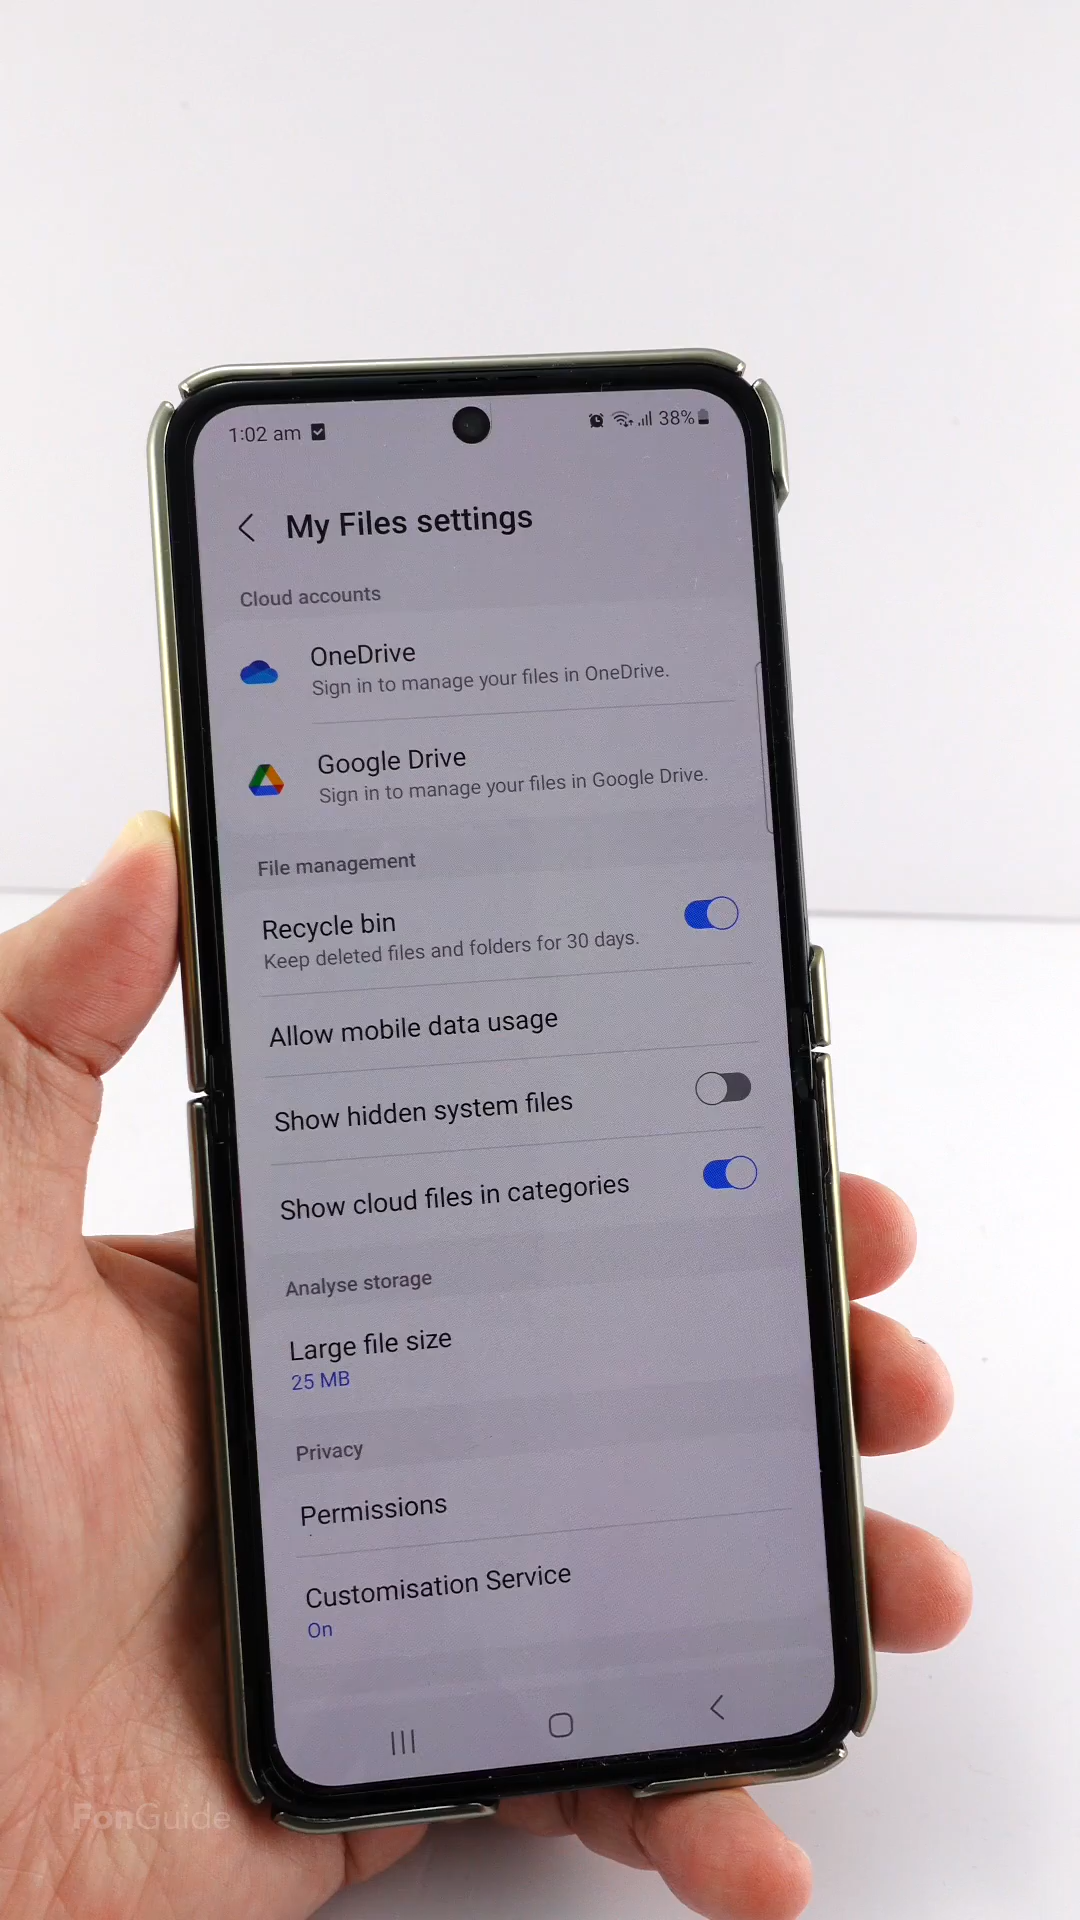 1:02 am
38%
My Files settings
Cloud accounts
OneDrive
Sign in to manage your files in OneDrive.
Google Drive
Sign in to manage your files in Google Drive.
File management
Recycle bin
Keep deleted files and folders for 30 days.
Allow mobile data usage
Show hidden system files
Show cloud files in categories
Analyse storage
Large file size
25 MB
Privacy
Permissions
Customisation Service
On
FonGuide